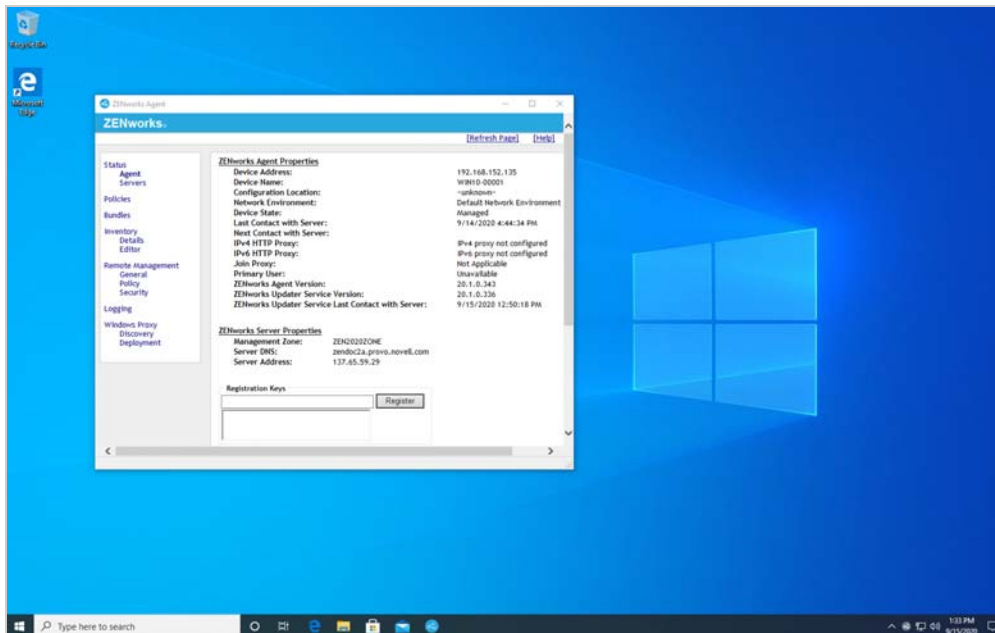 Recycle Bin
Microsoft
Edge
ZENworks Agent
ZENworks.
[Refresh Page] [Help]
Status
Agent
Servers
Policies
Bundles
Inventory
Details
Editor
Remote Management
General
Policy
Security
Logging
Windows Proxy
Discovery
Deployment
ZENworks Agent Properties
Device Address: 192.168.152.135
Device Name: WIN10-00001
Configuration Location: -unknown-
Network Environment: Default Network Environment
Device State: Managed
Last Contact with Server: 9/14/2020 4:44:34 PM
Next Contact with Server:
IPv4 HTTP Proxy: IPv4 proxy not configured
IPv6 HTTP Proxy: IPv6 proxy not configured
Join Proxy: Not Applicable
Primary User: Unavailable
ZENworks Agent Version: 20.1.0.343
ZENworks Updater Service Version: 20.1.0.336
ZENworks Updater Service Last Contact with Server: 9/15/2020 12:50:18 PM
ZENworks Server Properties
Management Zone: ZEN2020ZONE
Server DNS: zendoc2a.provo.novell.com
Server Address: 137.65.59.29
Registration Keys
Register
Type here to search
1:33 PM
9/15/2020